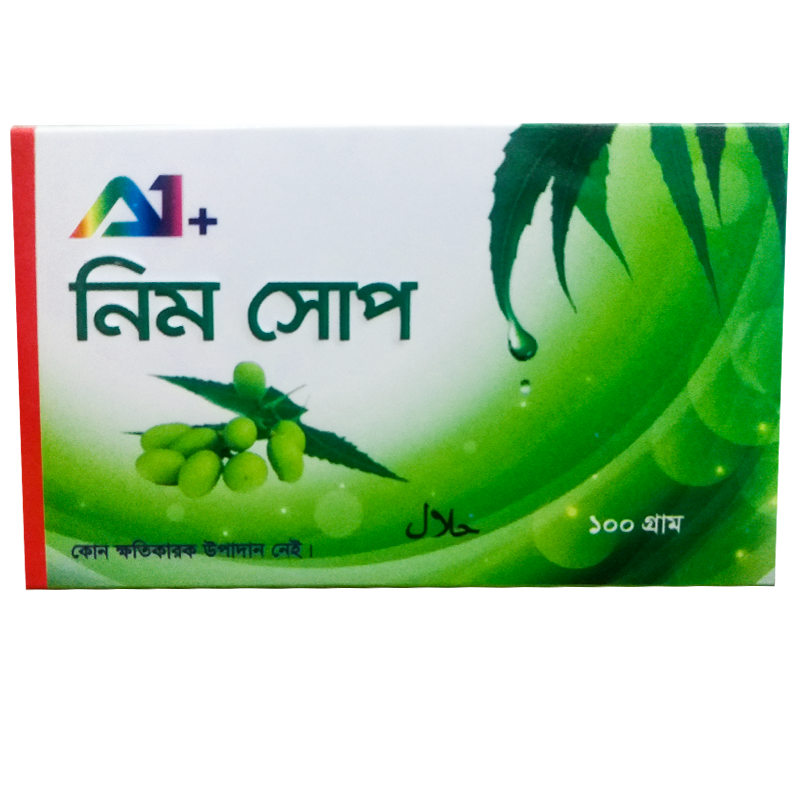 A1+
নিম সোপ
حلال
১০০ গ্রাম
কোন ক্ষতিকারক উপাদান নেই।